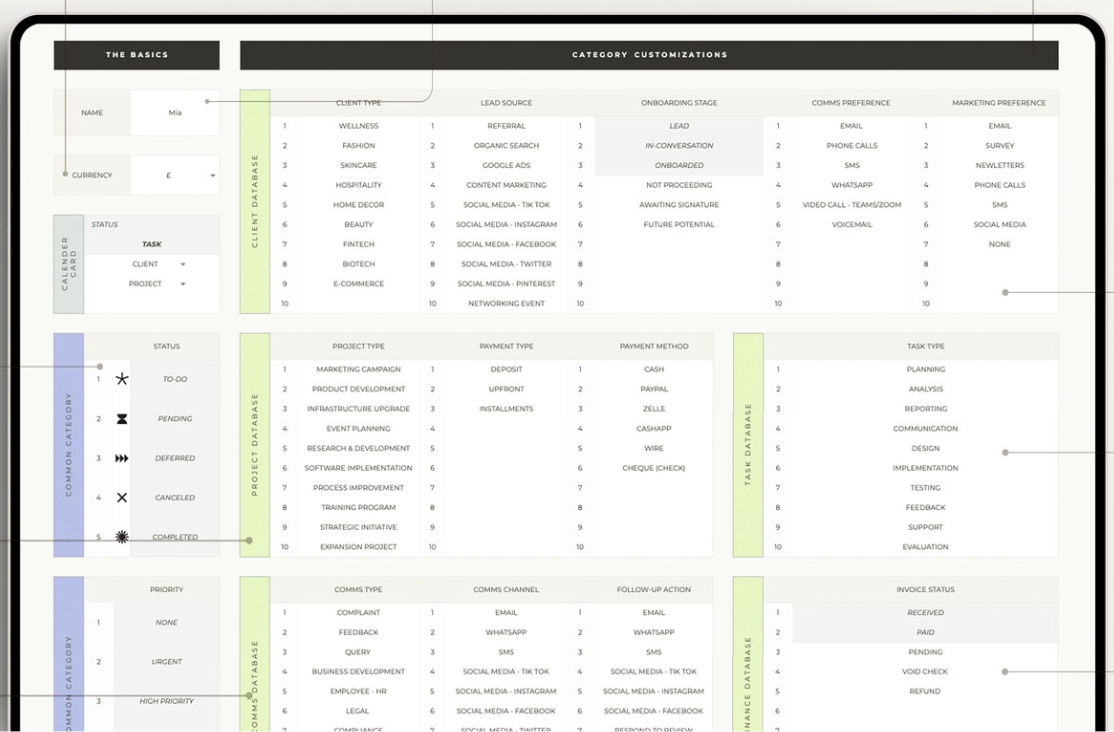 THE BASICS
CATEGORY CUSTOMIZATIONS
NAME Mia
CURRENCY £
CALENDER CARD
STATUS
TASK
CLIENT
PROJECT
CLIENT DATABASE
CLIENT TYPE LEAD SOURCE ONBOARDING STAGE COMMS PREFERENCE MARKETING PREFERENCE
1 WELLNESS 1 REFERRAL 1 LEAD 1 EMAIL 1 EMAIL
2 FASHION 2 ORGANIC SEARCH 2 IN-CONVERSATION 2 PHONE CALLS 2 SURVEY
3 SKINCARE 3 GOOGLE ADS 3 ONBOARDED 3 SMS 3 NEWLETTERS
4 HOSPITALITY 4 CONTENT MARKETING 4 NOT PROCEEDING 4 WHATSAPP 4 PHONE CALLS
5 HOME DECOR 5 SOCIAL MEDIA - TIK TOK 5 AWAITING SIGNATURE 5 VIDEO CALL - TEAMS/ZOOM 5 SMS
6 BEAUTY 6 SOCIAL MEDIA - INSTAGRAM 6 FUTURE POTENTIAL 6 VOICEMAIL 6 SOCIAL MEDIA
7 FINTECH 7 SOCIAL MEDIA - FACEBOOK 7 7 7 NONE
8 BIOTECH 8 SOCIAL MEDIA - TWITTER 8 8 8
9 E-COMMERCE 9 SOCIAL MEDIA - PINTEREST 9 9 9
10 10 NETWORKING EVENT 10 10 10
COMMON CATEGORY
STATUS
1 TO-DO
2 PENDING
3 DEFERRED
4 CANCELED
5 COMPLETED
PROJECT DATABASE
PROJECT TYPE PAYMENT TYPE PAYMENT METHOD
1 MARKETING CAMPAIGN 1 DEPOSIT 1 CASH
2 PRODUCT DEVELOPMENT 2 UPFRONT 2 PAYPAL
3 INFRASTRUCTURE UPGRADE 3 INSTALLMENTS 3 ZELLE
4 EVENT PLANNING 4 4 CASHAPP
5 RESEARCH & DEVELOPMENT 5 5 WIRE
6 SOFTWARE IMPLEMENTATION 6 6 CHEQUE (CHECK)
7 PROCESS IMPROVEMENT 7 7
8 TRAINING PROGRAM 8 8
9 STRATEGIC INITIATIVE 9 9
10 EXPANSION PROJECT 10 10
TASK DATABASE
TASK TYPE
1 PLANNING
2 ANALYSIS
3 REPORTING
4 COMMUNICATION
5 DESIGN
6 IMPLEMENTATION
7 TESTING
8 FEEDBACK
9 SUPPORT
10 EVALUATION
CATEGORY
PRIORITY
1 NONE
2 URGENT
3 HIGH PRIORITY
COMMS DATABASE
COMMS TYPE COMMS CHANNEL FOLLOW-UP ACTION
1 COMPLAINT 1 EMAIL 1 EMAIL
2 FEEDBACK 2 WHATSAPP 2 WHATSAPP
3 QUERY 3 SMS 3 SMS
4 BUSINESS DEVELOPMENT 4 SOCIAL MEDIA - TIK TOK 4 SOCIAL MEDIA - TIK TOK
5 EMPLOYEE - HR 5 SOCIAL MEDIA - INSTAGRAM 5 SOCIAL MEDIA - INSTAGRAM
6 LEGAL 6 SOCIAL MEDIA - FACEBOOK 6 SOCIAL MEDIA - FACEBOOK
7 COMPLIANCE 7 SOCIAL MEDIA - TWITTER 7 RESPOND TO REVIEW
DATABASE
INVOICE STATUS
1 RECEIVED
2 PAID
3 PENDING
4 VOID CHECK
5 REFUND
6
7